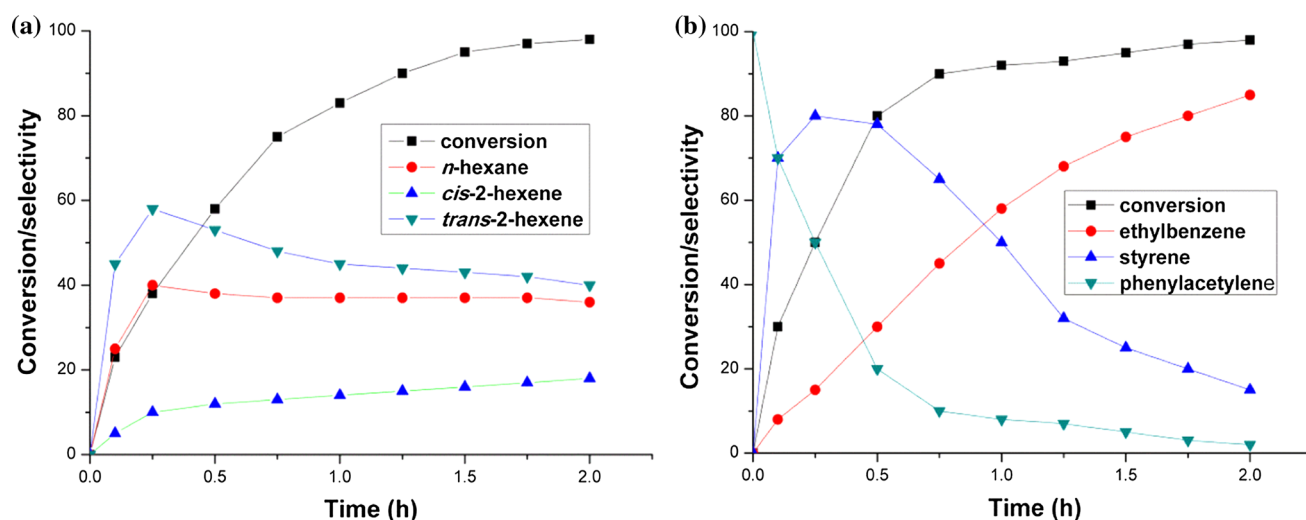 (a)
100
80
60
40
20
0
Conversion/selectivity
conversion
n-hexane
cis-2-hexene
trans-2-hexene
0.0 0.5 1.0 1.5 2.0
Time (h)
(b)
100
80
60
40
20
0
Conversion/selectivity
conversion
ethylbenzene
styrene
phenylacetylene
0.0 0.5 1.0 1.5 2.0
Time (h)